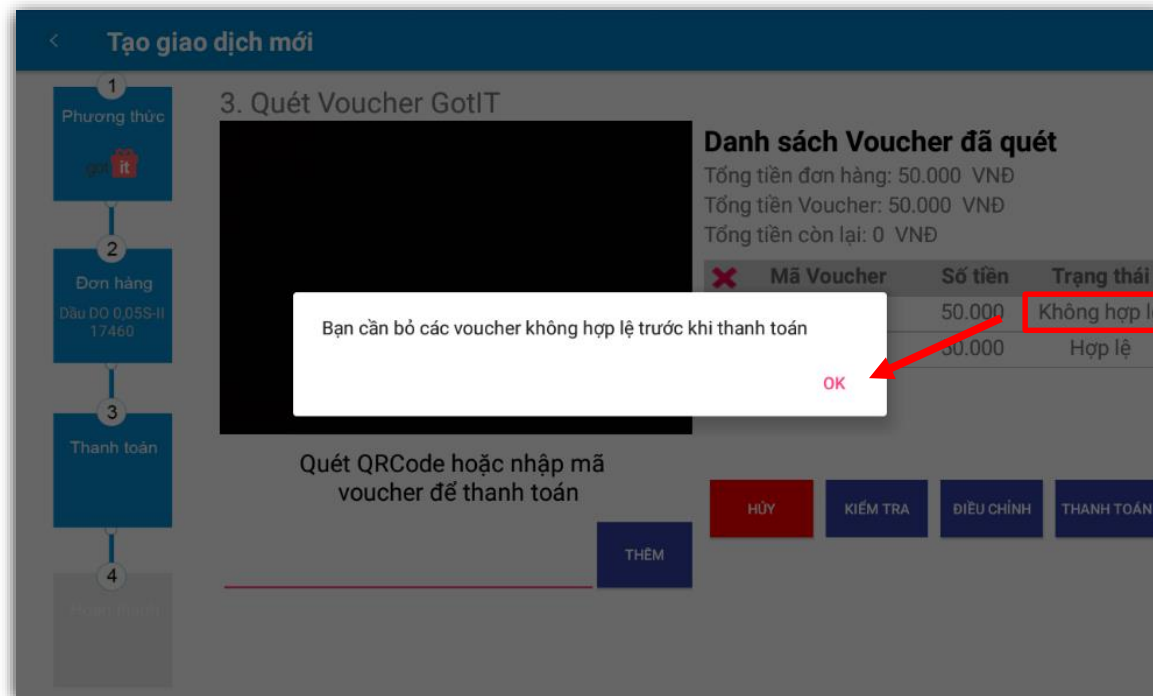 Tạo giao dịch mới
1
Phương thức
got it
2
Đơn hàng
Dầu DO 0,05S-II
17460
3
Thanh toán
4
Hoàn thành
3. Quét Voucher GotIT
Danh sách Voucher đã quét
Tổng tiền đơn hàng: 50.000 VNĐ
Tổng tiền Voucher: 50.000 VNĐ
Tổng tiền còn lại: 0 VNĐ
Mã Voucher Số tiền Trạng thái
50.000 Không hợp lệ
50.000 Hợp lệ
Bạn cần bỏ các voucher không hợp lệ trước khi thanh toán
OK
Quét QRCode hoặc nhập mã
voucher để thanh toán
THÊM
HỦY KIỂM TRA ĐIỀU CHỈNH THANH TOÁN